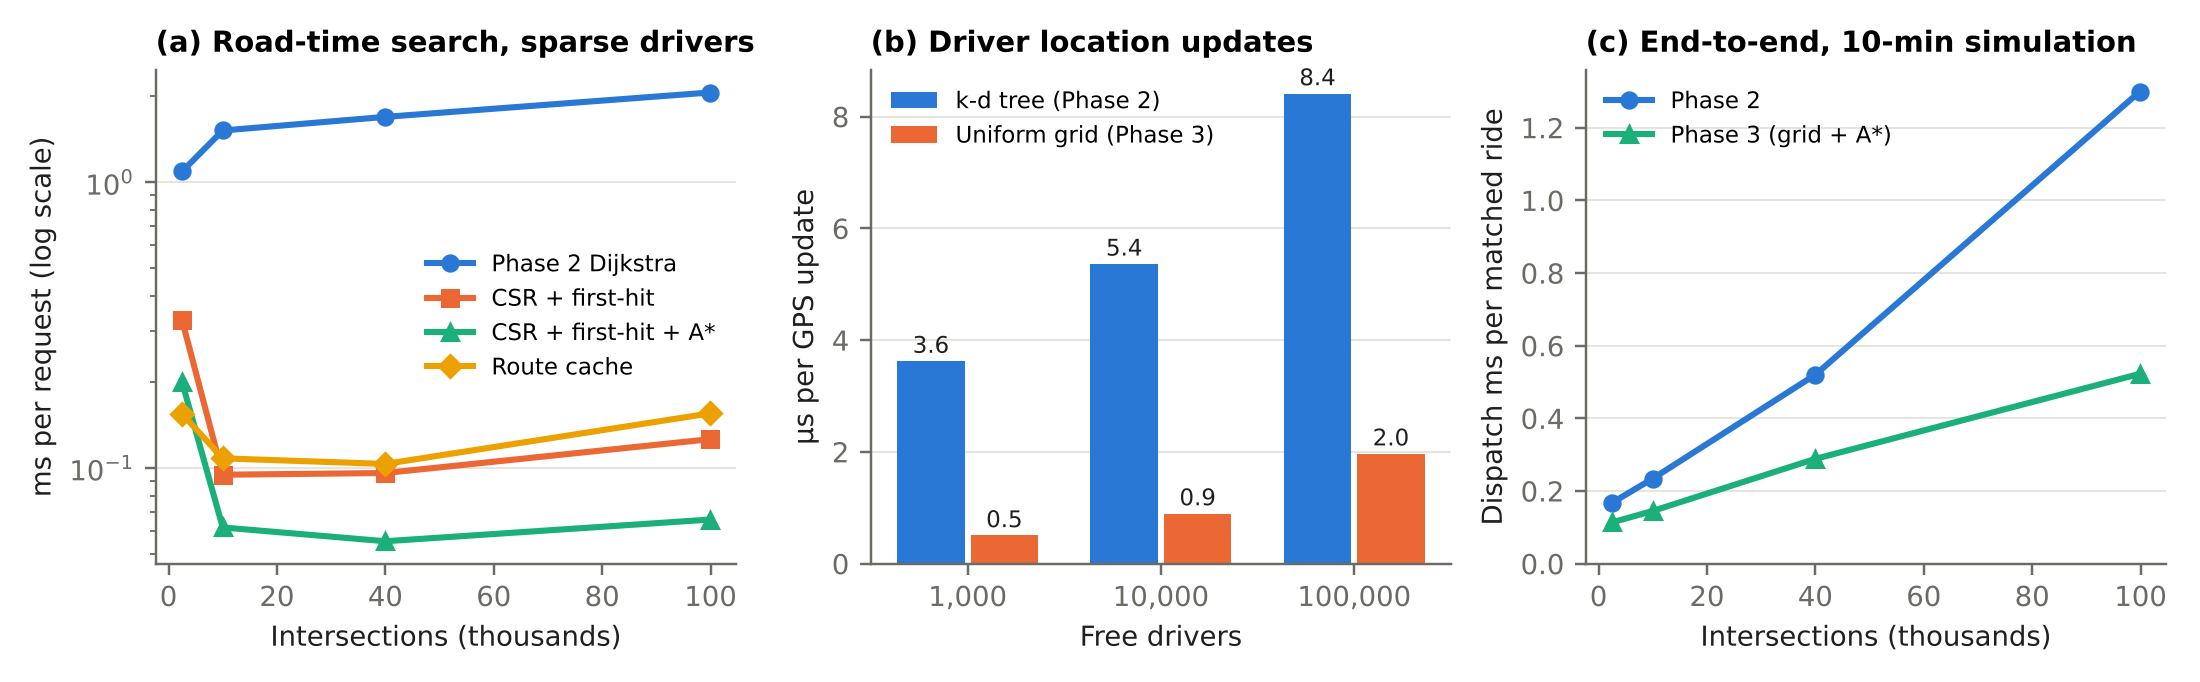 (a) Road-time search, sparse drivers
ms per request (log scale)
10⁰
10⁻¹
Phase 2 Dijkstra
CSR + first-hit
CSR + first-hit + A*
Route cache
0 20 40 60 80 100
Intersections (thousands)
(b) Driver location updates
µs per GPS update
8
6
4
2
0
k-d tree (Phase 2)
Uniform grid (Phase 3)
3.6
0.5
5.4
0.9
8.4
2.0
1,000 10,000 100,000
Free drivers
(c) End-to-end, 10-min simulation
Dispatch ms per matched ride
1.2
1.0
0.8
0.6
0.4
0.2
0.0
Phase 2
Phase 3 (grid + A*)
0 20 40 60 80 100
Intersections (thousands)